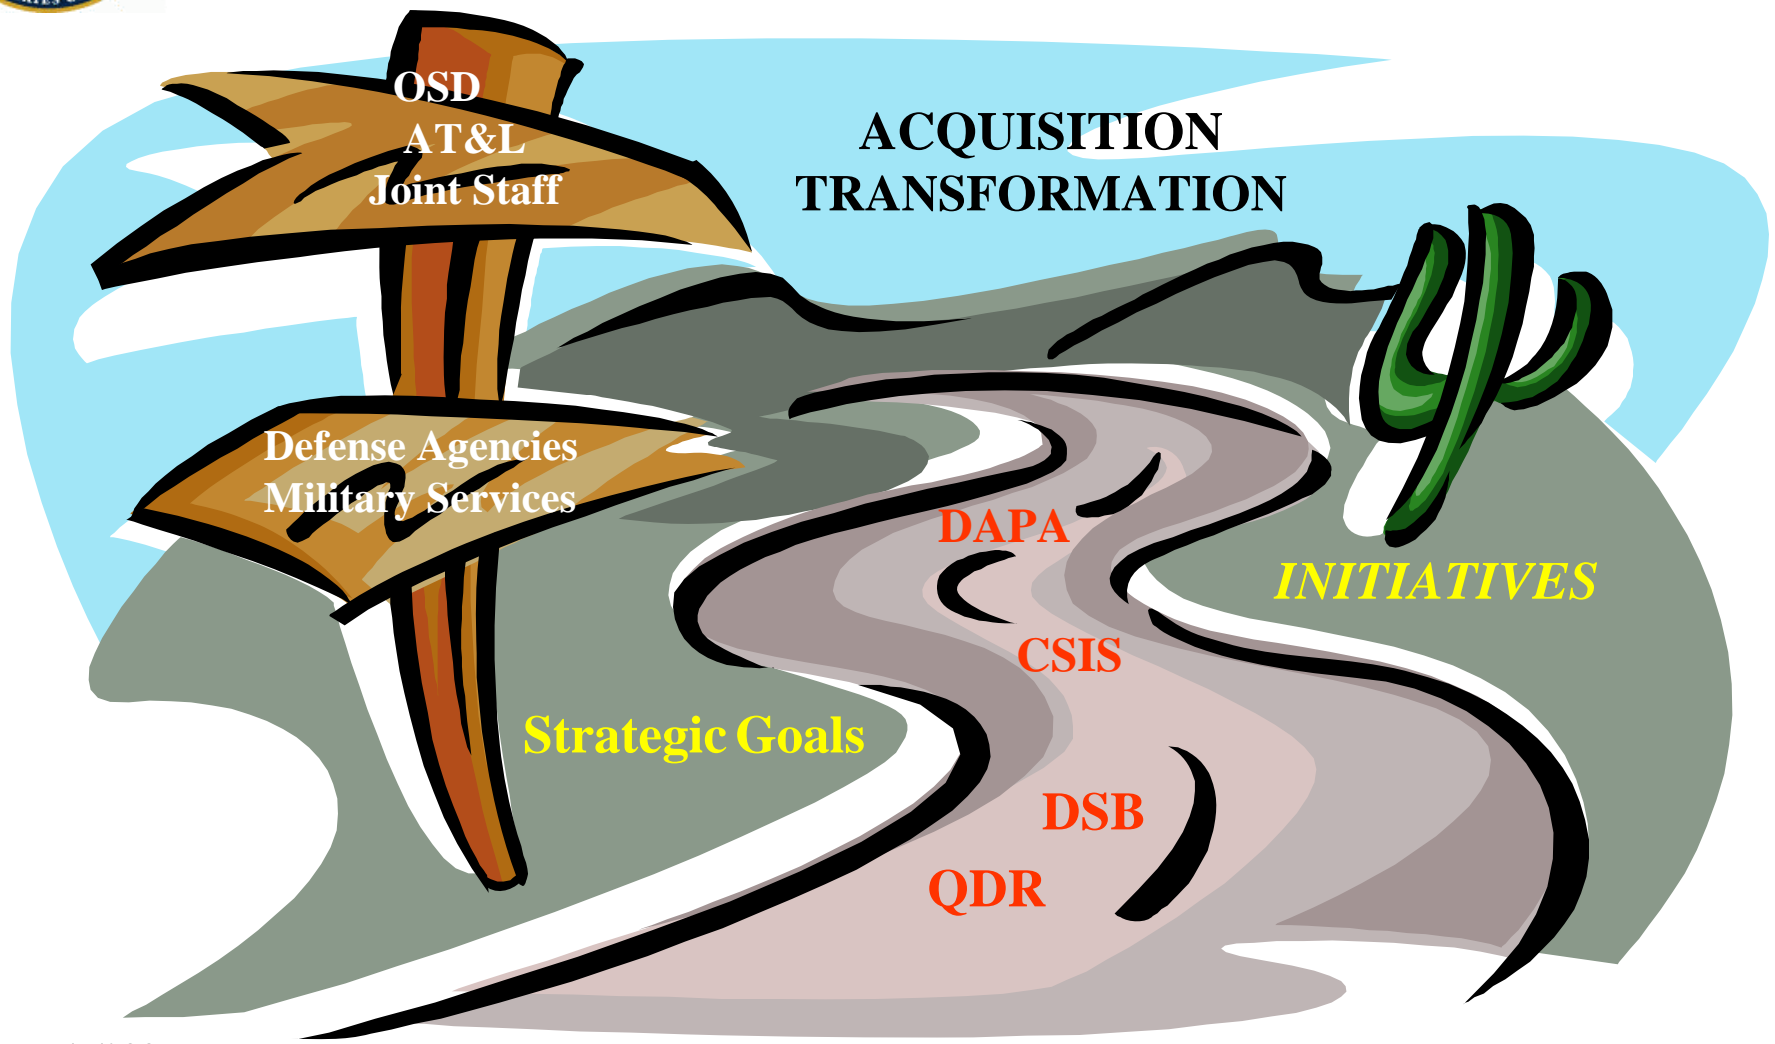 OSD
AT&L
Joint Staff
ACQUISITION
TRANSFORMATION
Defense Agencies
Military Services
DAPA
INITIATIVES
CSIS
Strategic Goals
DSB
QDR